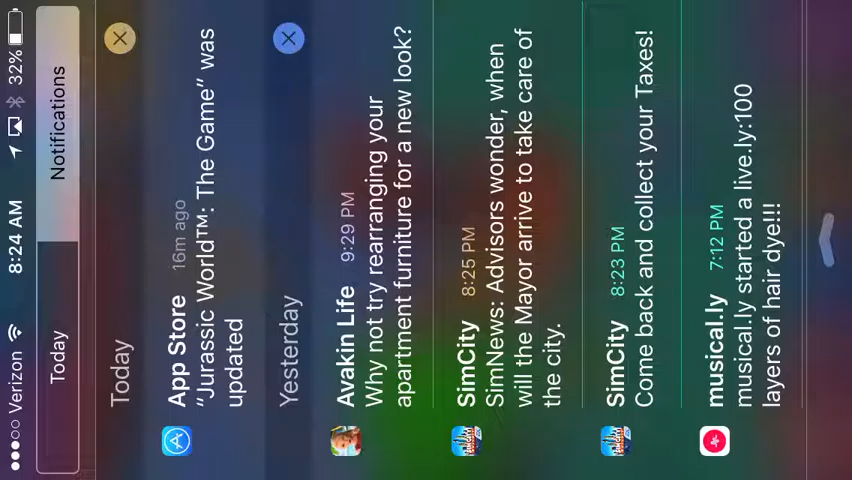 Verizon 8:24 AM 32%
Today Notifications
Today
App Store 16m ago
“Jurassic World™: The Game” was
updated
Yesterday
Avakin Life 9:29 PM
Why not try rearranging your
apartment furniture for a new look?
SimCity 8:25 PM
SimNews: Advisors wonder, when
will the Mayor arrive to take care of
the city.
SimCity 8:23 PM
Come back and collect your Taxes!
musical.ly 7:12 PM
musical.ly started a live.ly:100
layers of hair dye!!!